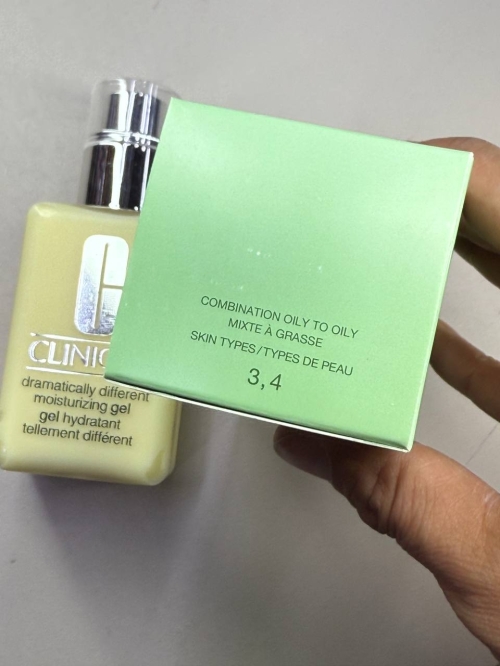 C
CLINIQ
dramatically different
moisturizing gel
gel hydratant
tellement différent
COMBINATION OILY TO OILY
MIXTE À GRASSE
SKIN TYPES/TYPES DE PEAU
3,4